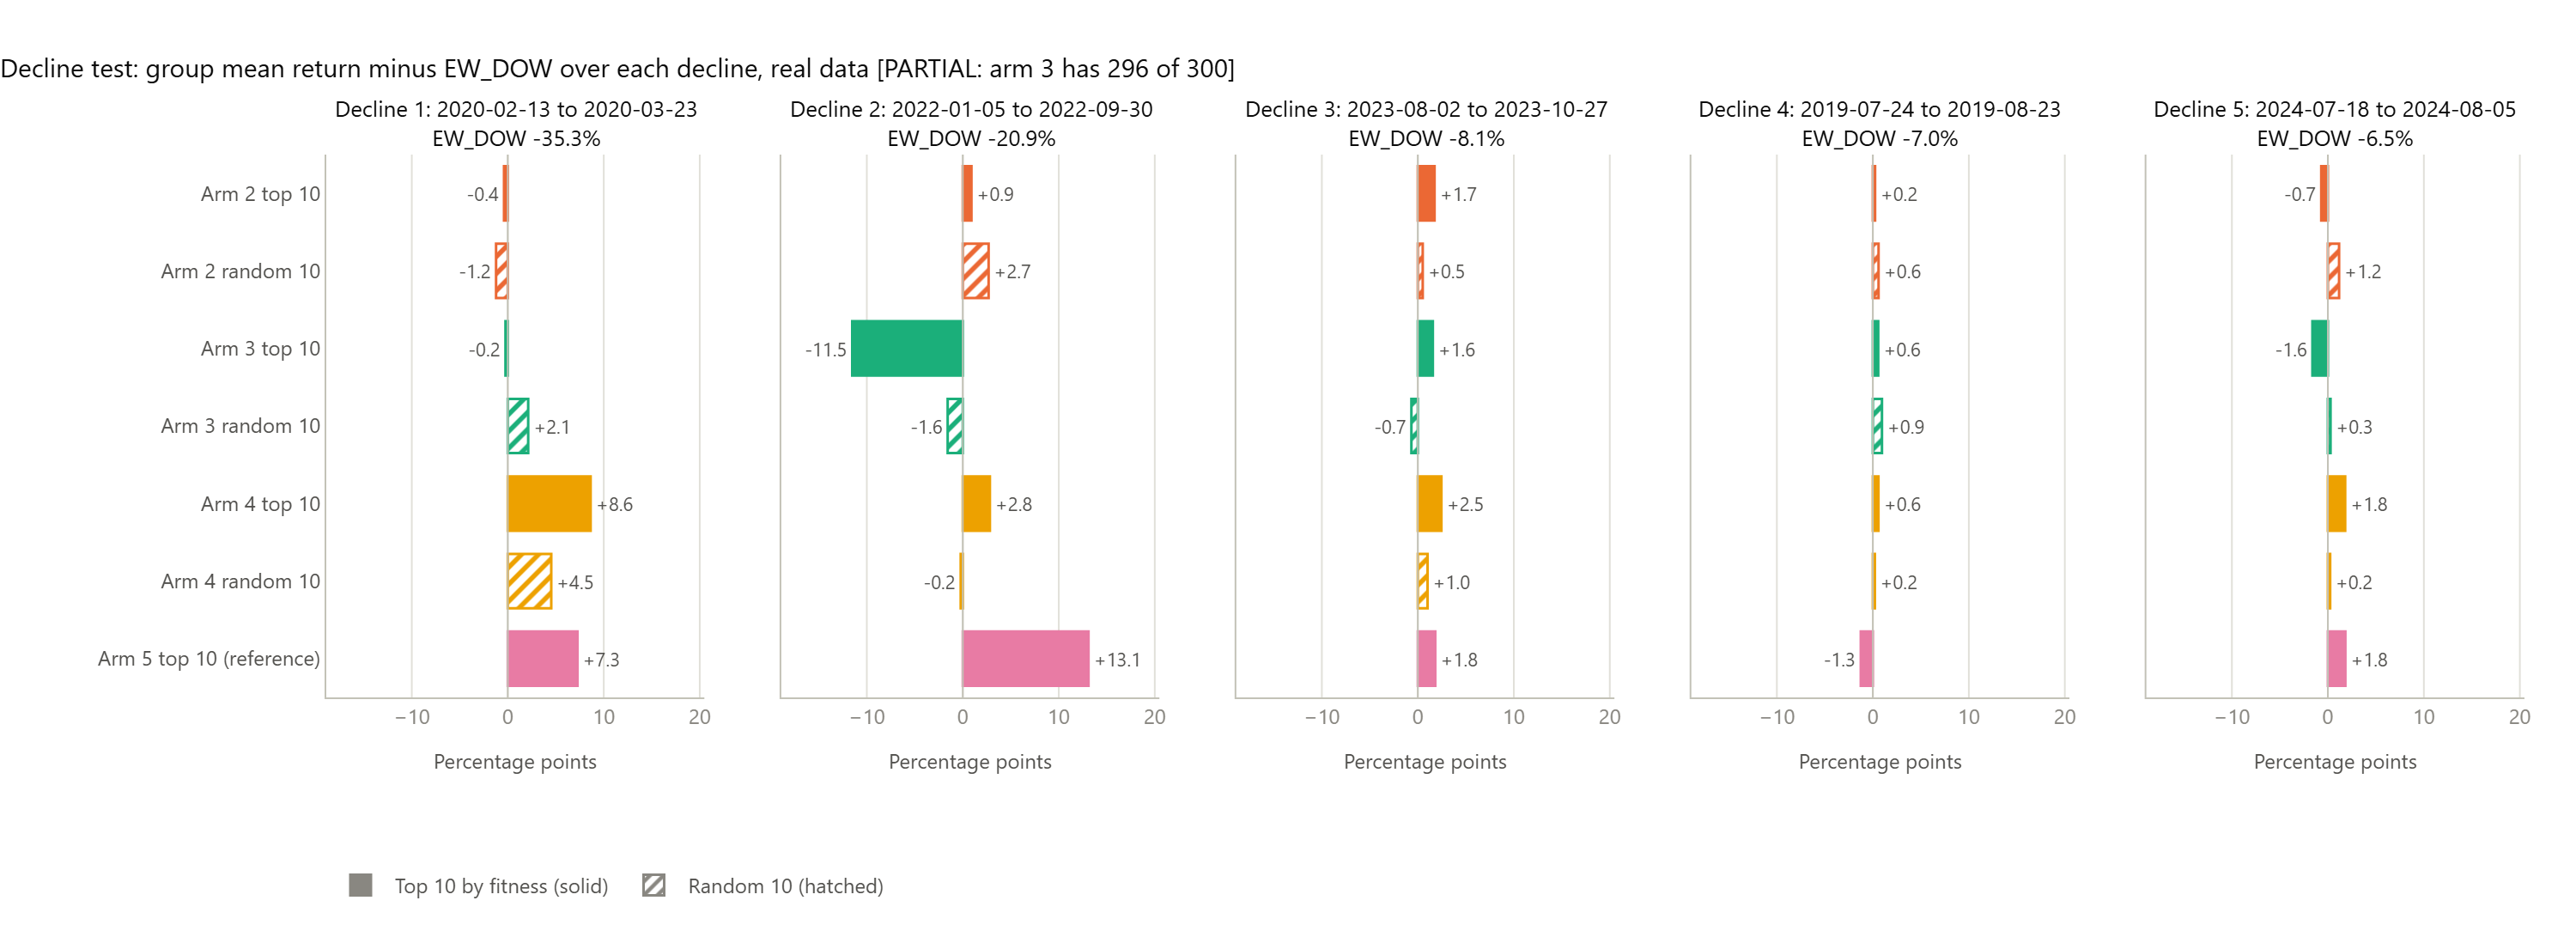 Decline test: group mean return minus EW_DOW over each decline, real data [PARTIAL: arm 3 has 296 of 300]
Decline 1: 2020-02-13 to 2020-03-23
EW_DOW -35.3%
Decline 2: 2022-01-05 to 2022-09-30
EW_DOW -20.9%
Decline 3: 2023-08-02 to 2023-10-27
EW_DOW -8.1%
Decline 4: 2019-07-24 to 2019-08-23
EW_DOW -7.0%
Decline 5: 2024-07-18 to 2024-08-05
EW_DOW -6.5%
Arm 2 top 10 -0.4 +0.9 +1.7 +0.2 -0.7
Arm 2 random 10 -1.2 +2.7 +0.5 +0.6 +1.2
Arm 3 top 10 -0.2 -11.5 +1.6 +0.6 -1.6
Arm 3 random 10 +2.1 -1.6 -0.7 +0.9 +0.3
Arm 4 top 10 +8.6 +2.8 +2.5 +0.6 +1.8
Arm 4 random 10 +4.5 -0.2 +1.0 +0.2 +0.2
Arm 5 top 10 (reference) +7.3 +13.1 +1.8 -1.3 +1.8
−10 0 10 20 −10 0 10 20 −10 0 10 20 −10 0 10 20 −10 0 10 20
Percentage points Percentage points Percentage points Percentage points Percentage points
Top 10 by fitness (solid) Random 10 (hatched)